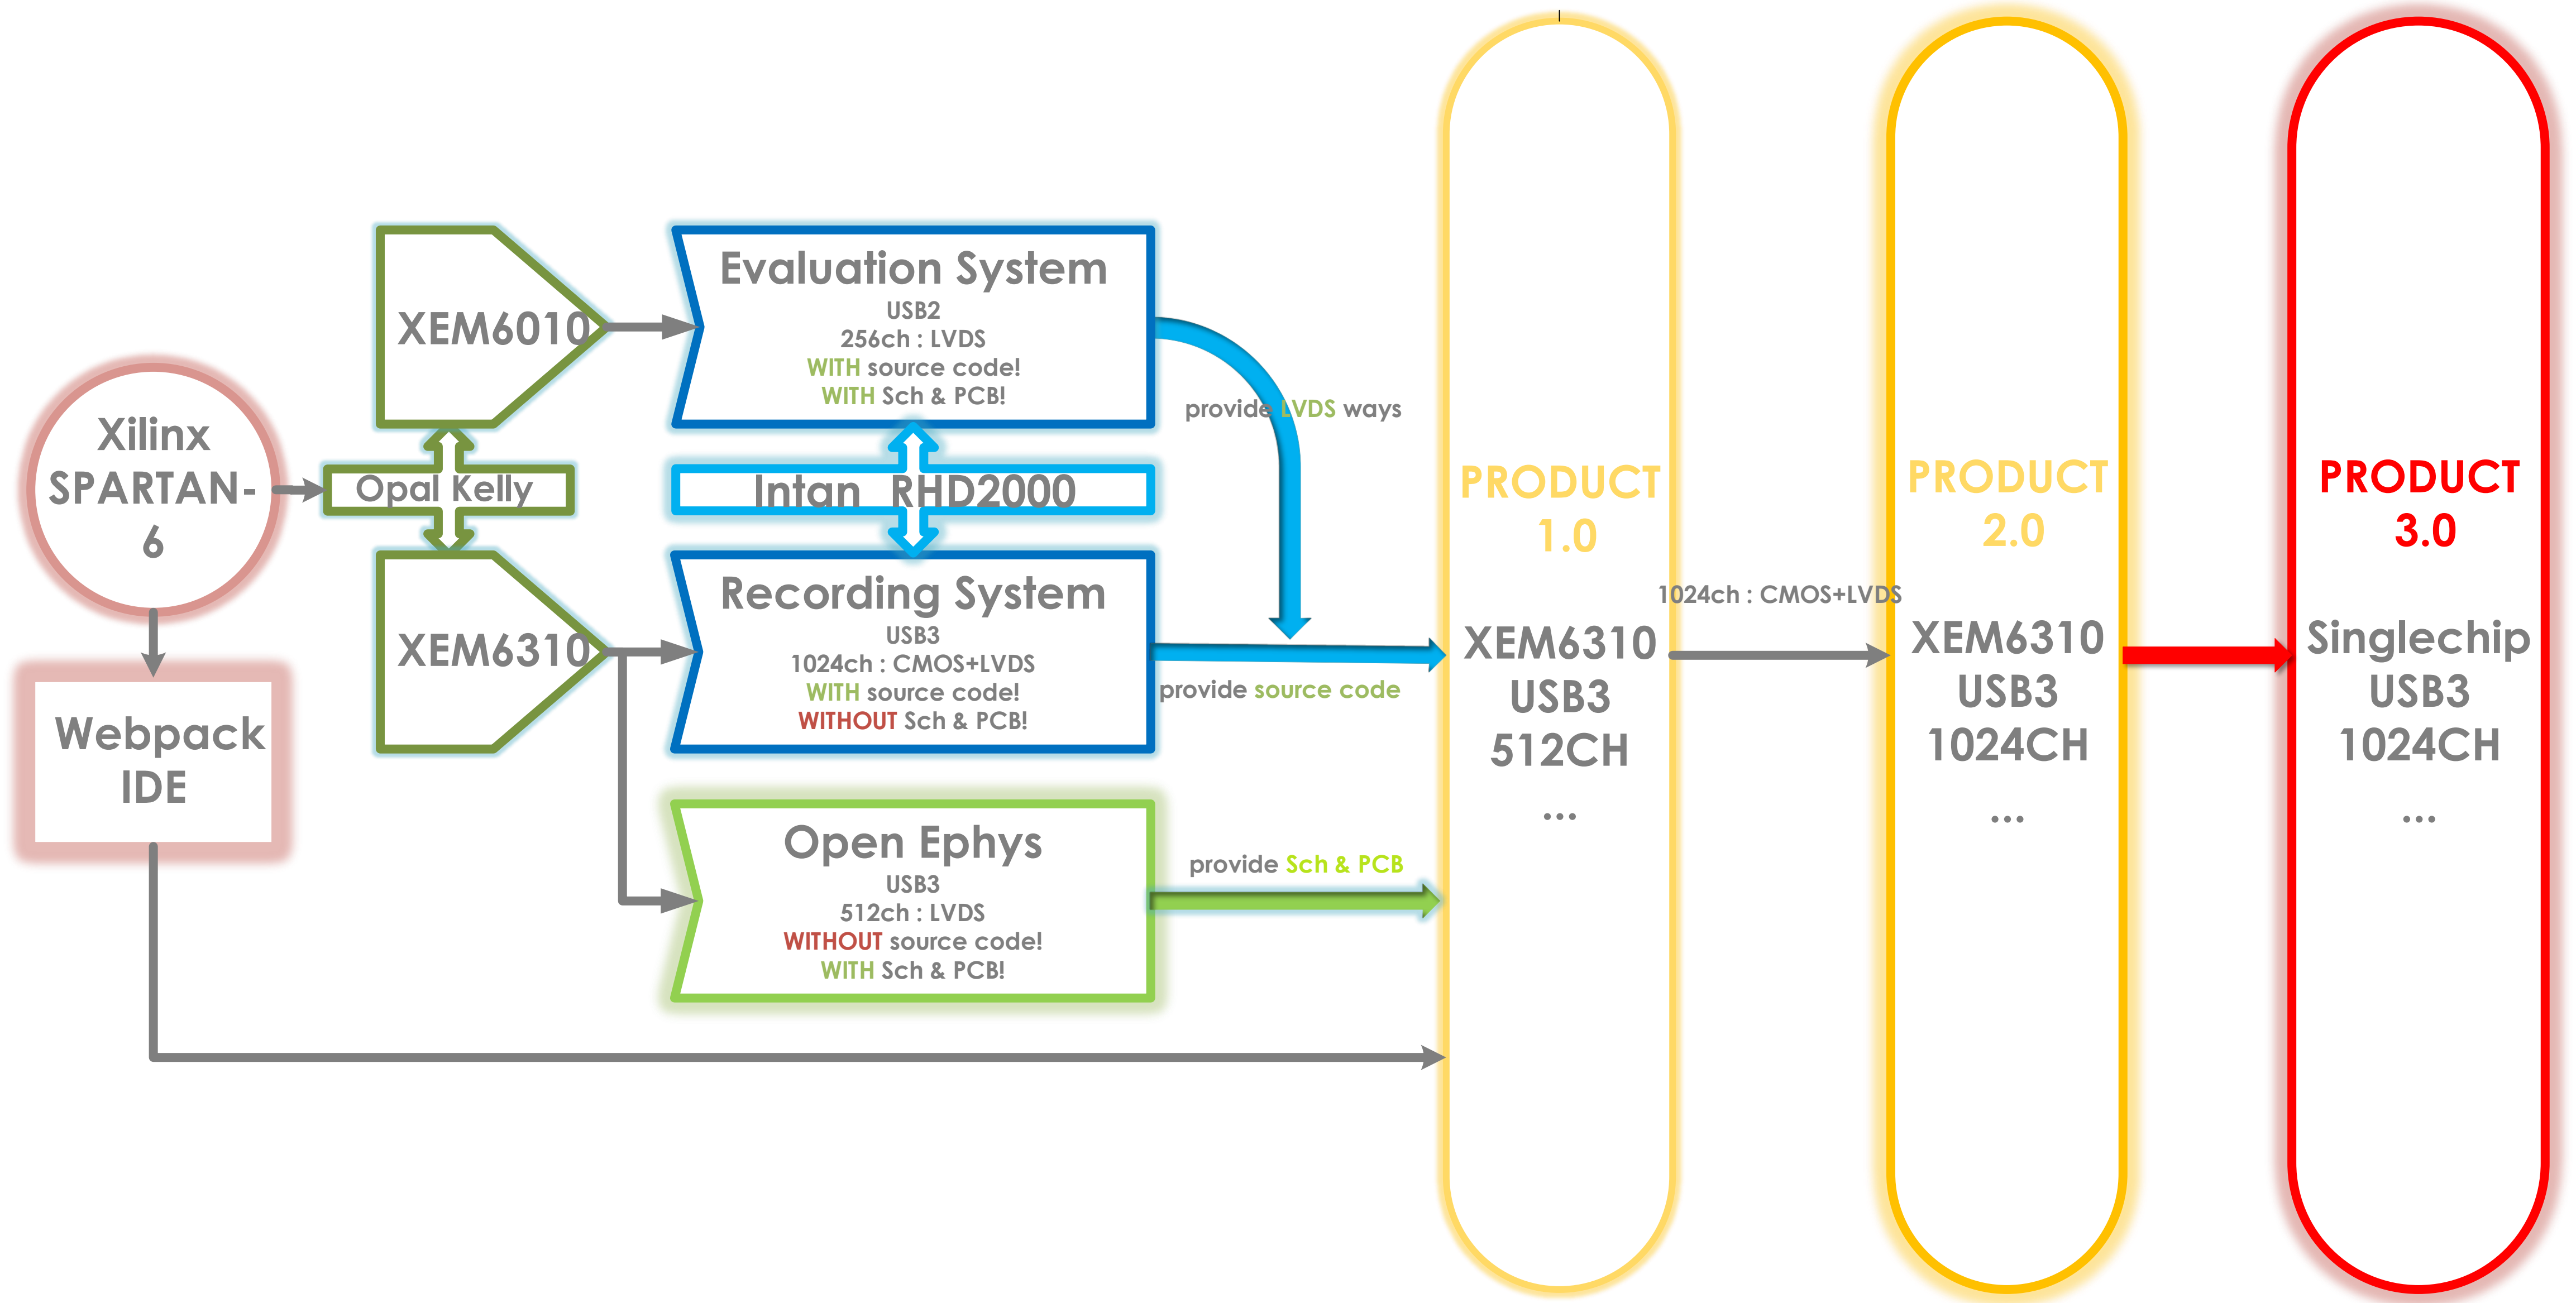 Xilinx
SPARTAN-
6
Webpack
IDE
XEM6010
Opal Kelly
XEM6310
Evaluation System
USB2
256ch : LVDS
WITH source code!
WITH Sch & PCB!
Intan RHD2000
Recording System
USB3
1024ch : CMOS+LVDS
WITH source code!
WITHOUT Sch & PCB!
Open Ephys
USB3
512ch : LVDS
WITHOUT source code!
WITH Sch & PCB!
provide LVDS ways
provide source code
provide Sch & PCB
PRODUCT
1.0
XEM6310
USB3
512CH
...
1024ch : CMOS+LVDS
PRODUCT
2.0
XEM6310
USB3
1024CH
...
PRODUCT
3.0
Singlechip
USB3
1024CH
...